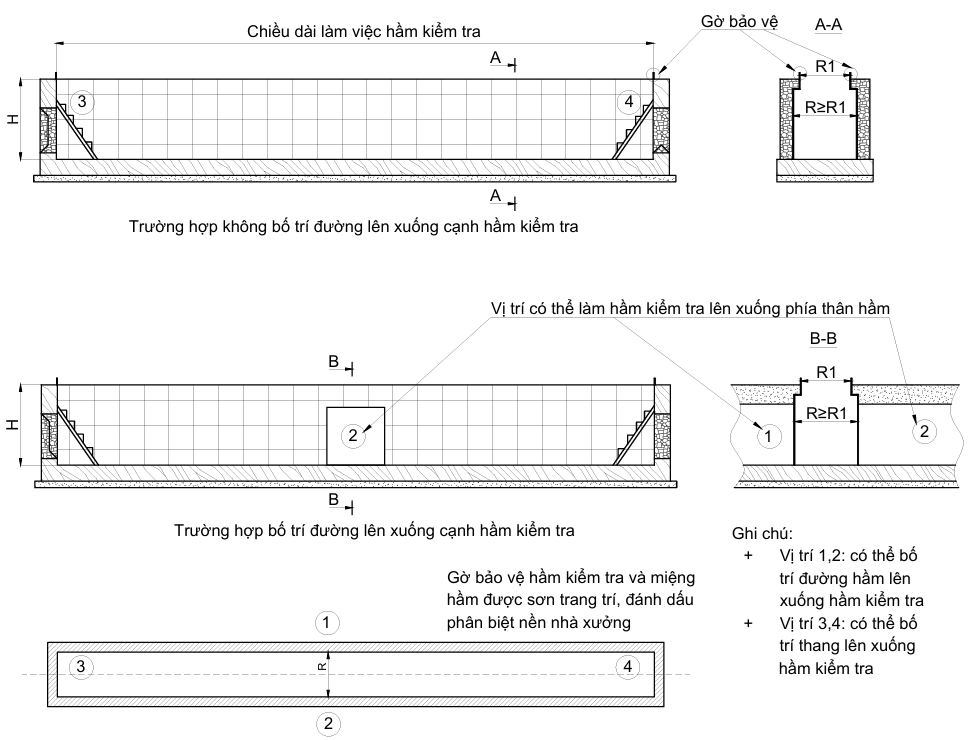 Chiều dài làm việc hầm kiểm tra
Gờ bảo vệ
A-A
A
R1
3
4
H
R≥R1
A
Trường hợp không bố trí đường lên xuống cạnh hầm kiểm tra
Vị trí có thể làm hầm kiểm tra lên xuống phía thân hầm
B-B
B
R1
H
R≥R1
2
1
2
B
Trường hợp bố trí đường lên xuống cạnh hầm kiểm tra
Ghi chú:
+ Vị trí 1,2: có thể bố
trí đường hầm lên
xuống hầm kiểm tra
+ Vị trí 3,4: có thể bố
trí thang lên xuống
hầm kiểm tra
Gờ bảo vệ hầm kiểm tra và miệng
hầm được sơn trang trí, đánh dấu
phân biệt nền nhà xưởng
1
3
R
4
2